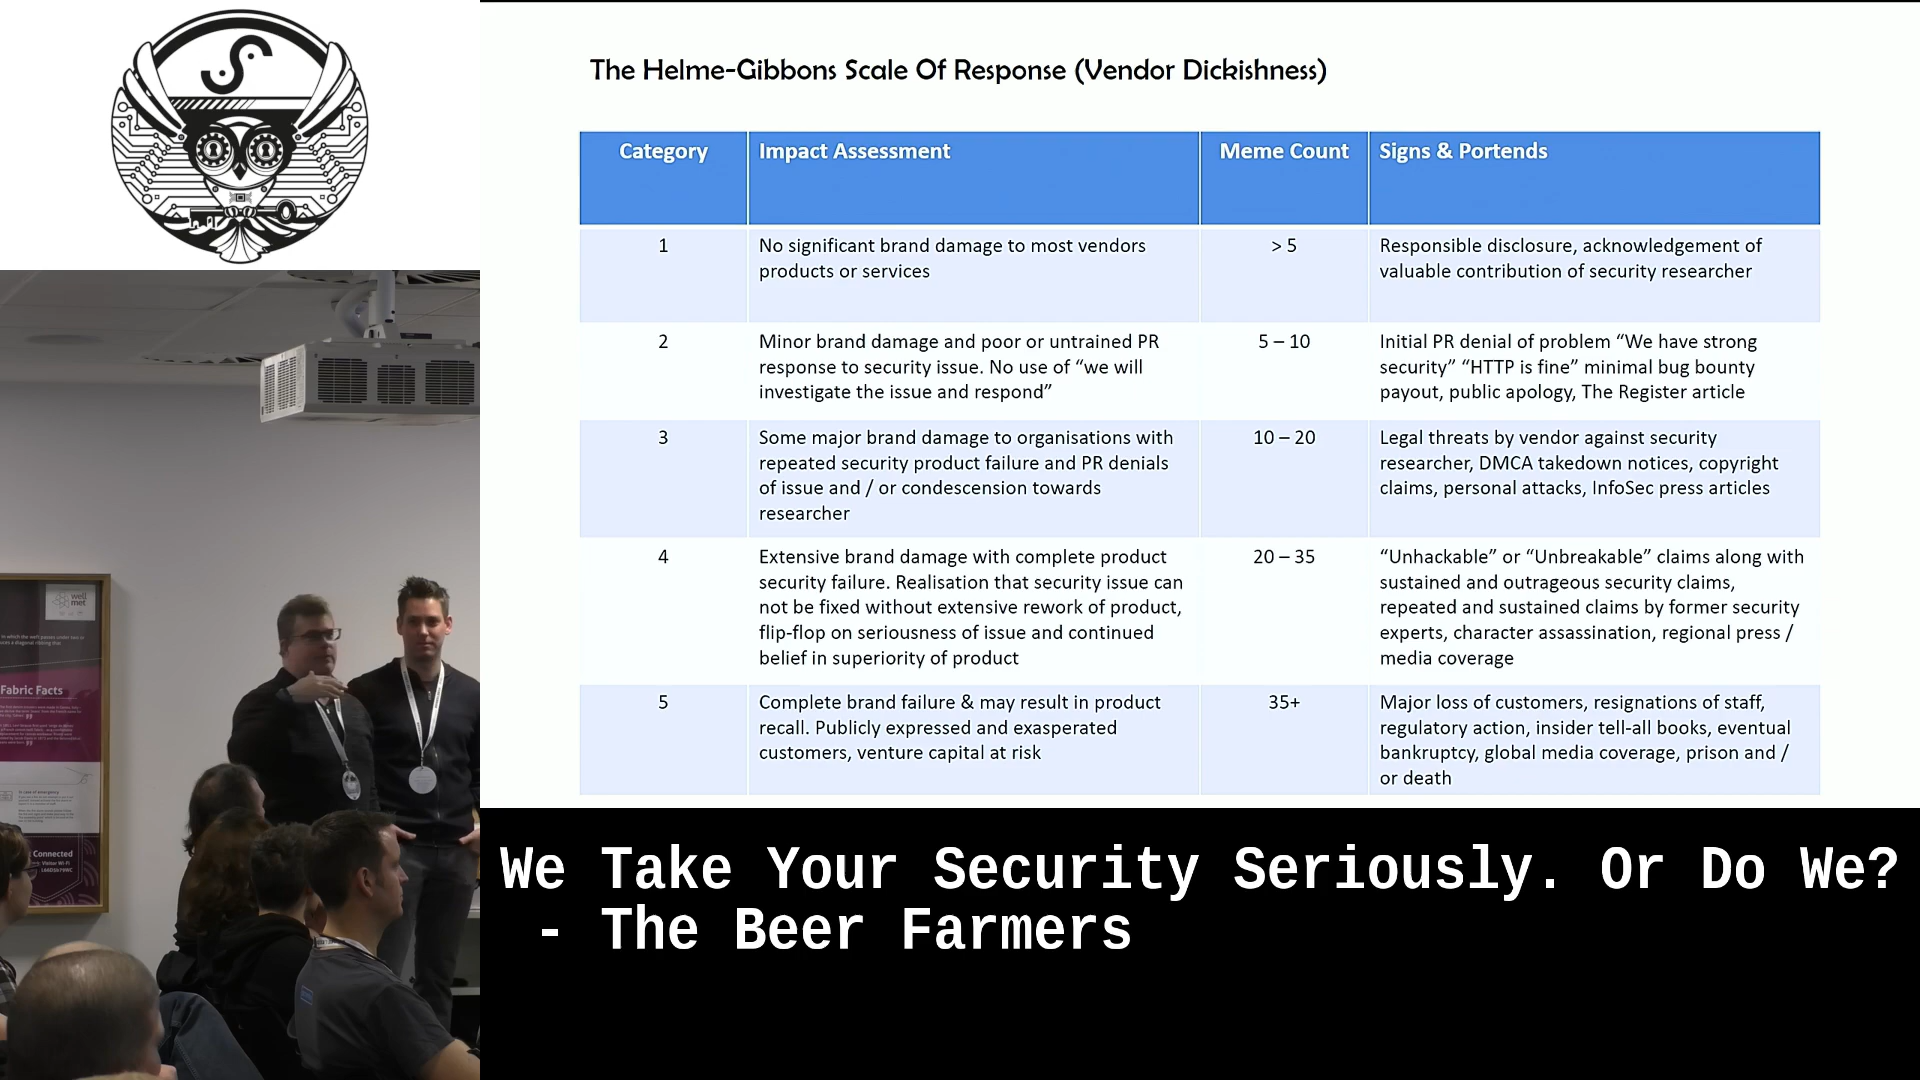 The Helme-Gibbons Scale Of Response (Vendor Dickishness)
Category
Impact Assessment
Meme Count
Signs & Portends
1
No significant brand damage to most vendors
products or services
> 5
Responsible disclosure, acknowledgement of
valuable contribution of security researcher
2
Minor brand damage and poor or untrained PR
response to security issue. No use of “we will
investigate the issue and respond”
5 – 10
Initial PR denial of problem “We have strong
security” “HTTP is fine” minimal bug bounty
payout, public apology, The Register article
3
Some major brand damage to organisations with
repeated security product failure and PR denials
of issue and / or condescension towards
researcher
10 – 20
Legal threats by vendor against security
researcher, DMCA takedown notices, copyright
claims, personal attacks, InfoSec press articles
4
Extensive brand damage with complete product
security failure. Realisation that security issue can
not be fixed without extensive rework of product,
flip-flop on seriousness of issue and continued
belief in superiority of product
20 – 35
“Unhackable” or “Unbreakable” claims along with
sustained and outrageous security claims,
repeated and sustained claims by former security
experts, character assassination, regional press /
media coverage
5
Complete brand failure & may result in product
recall. Publicly expressed and exasperated
customers, venture capital at risk
35+
Major loss of customers, resignations of staff,
regulatory action, insider tell-all books, eventual
bankruptcy, global media coverage, prison and /
or death
well
met
Fabric Facts
In case of emergency
Connected
We Take Your Security Seriously. Or Do We?
- The Beer Farmers